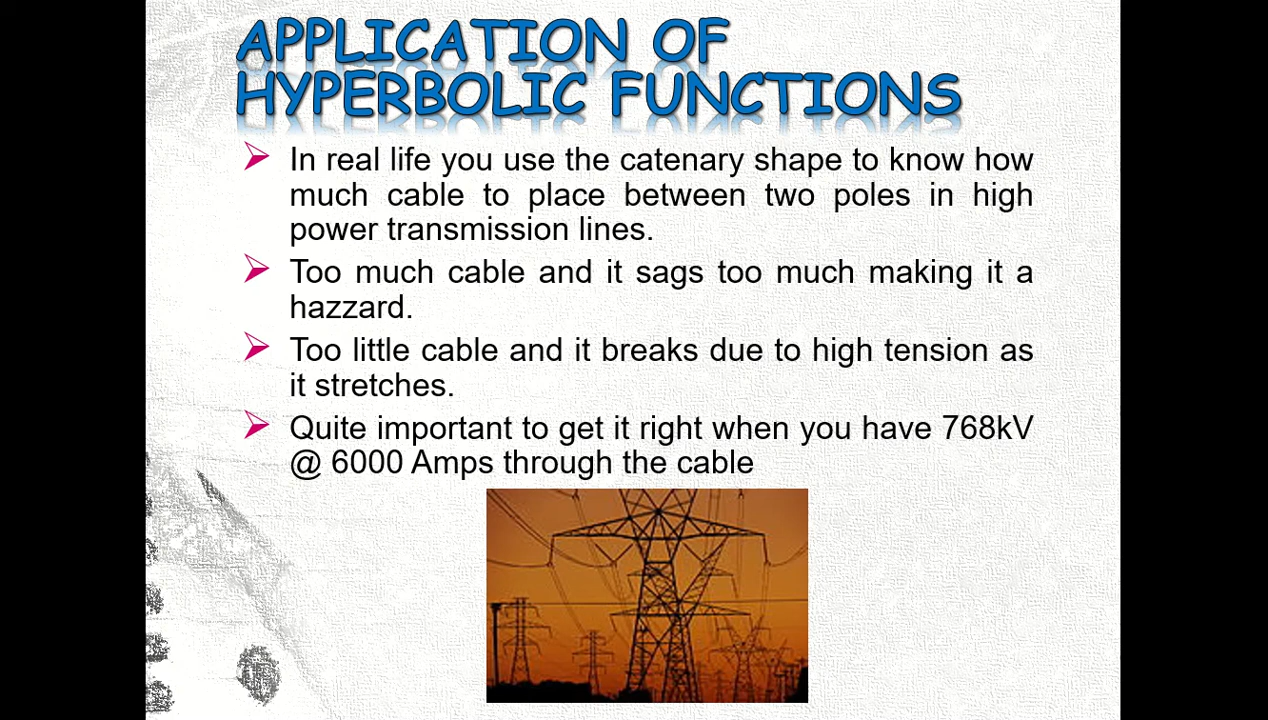 APPLICATION OF
HYPERBOLIC FUNCTIONS
In real life you use the catenary shape to know how
much cable to place between two poles in high
power transmission lines.
Too much cable and it sags too much making it a
hazzard.
Too little cable and it breaks due to high tension as
it stretches.
Quite important to get it right when you have 768kV
@ 6000 Amps through the cable